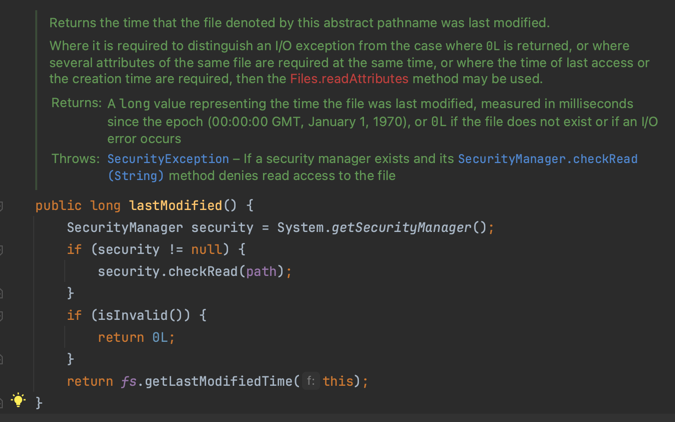 Returns the time that the file denoted by this abstract pathname was last modified.
Where it is required to distinguish an I/O exception from the case where 0L is returned, or where
several attributes of the same file are required at the same time, or where the time of last access or
the creation time are required, then the Files.readAttributes method may be used.
Returns: A long value representing the time the file was last modified, measured in milliseconds
since the epoch (00:00:00 GMT, January 1, 1970), or 0L if the file does not exist or if an I/O
error occurs
Throws: SecurityException – If a security manager exists and its SecurityManager.checkRead
(String) method denies read access to the file
public long lastModified() {
    SecurityManager security = System.getSecurityManager();
    if (security != null) {
        security.checkRead(path);
    }
    if (isInvalid()) {
        return 0L;
    }
    return fs.getLastModifiedTime( f: this);
}